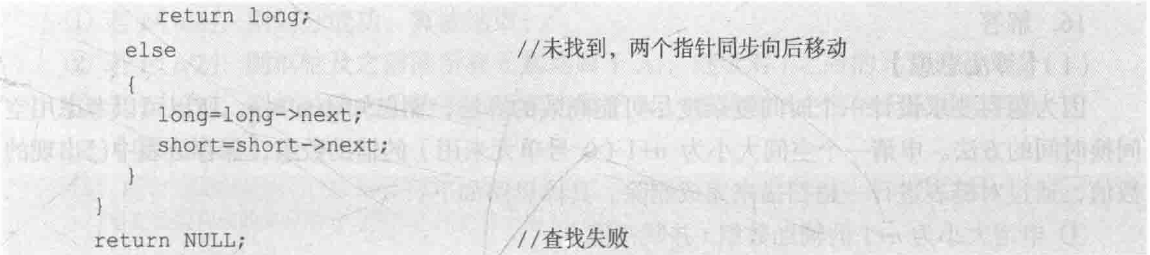 return long;
else //未找到，两个指针同步向后移动
{
long=long->next;
short=short->next;
}
}
return NULL; //查找失败